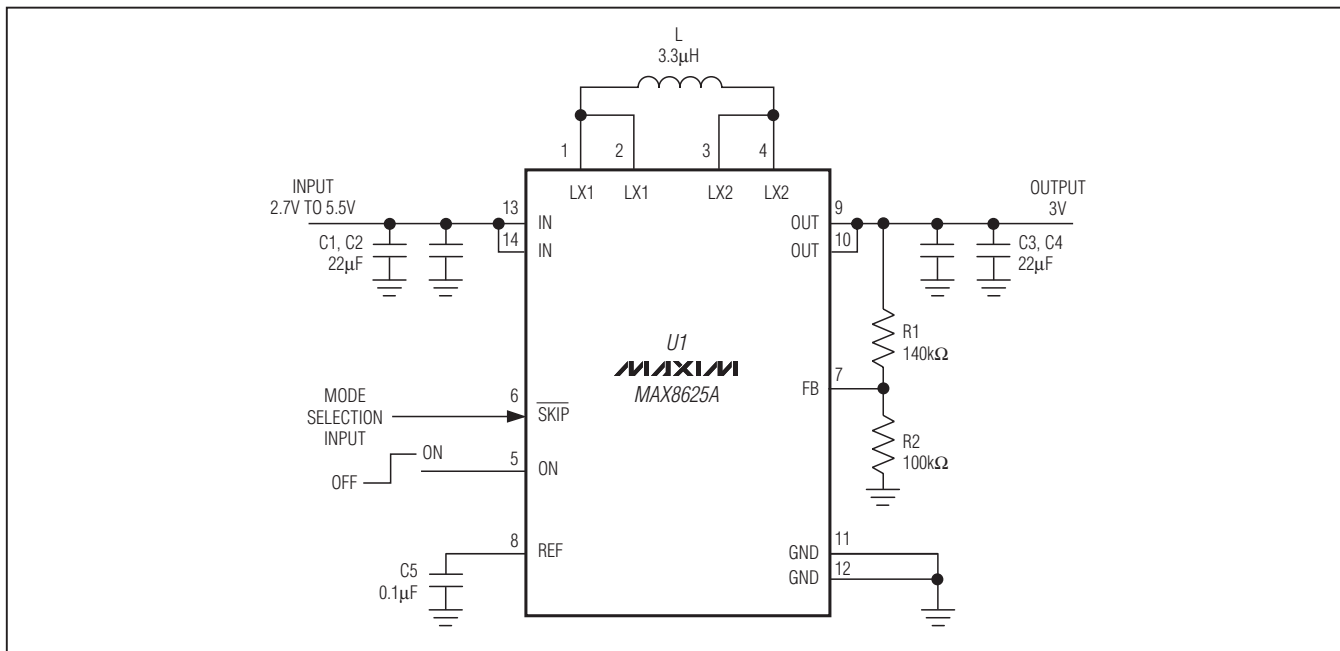 L
3.3µH
1 2 3 4
LX1 LX1 LX2 LX2
INPUT
2.7V TO 5.5V
13 IN
14 IN
C1, C2
22µF
OUTPUT
3V
OUT 9
OUT 10
C3, C4
22µF
U1
MAXIM
MAX8625A
R1
140kΩ
FB 7
R2
100kΩ
MODE
SELECTION
INPUT
6 SKIP
ON
OFF
5 ON
8 REF
C5
0.1µF
GND 11
GND 12